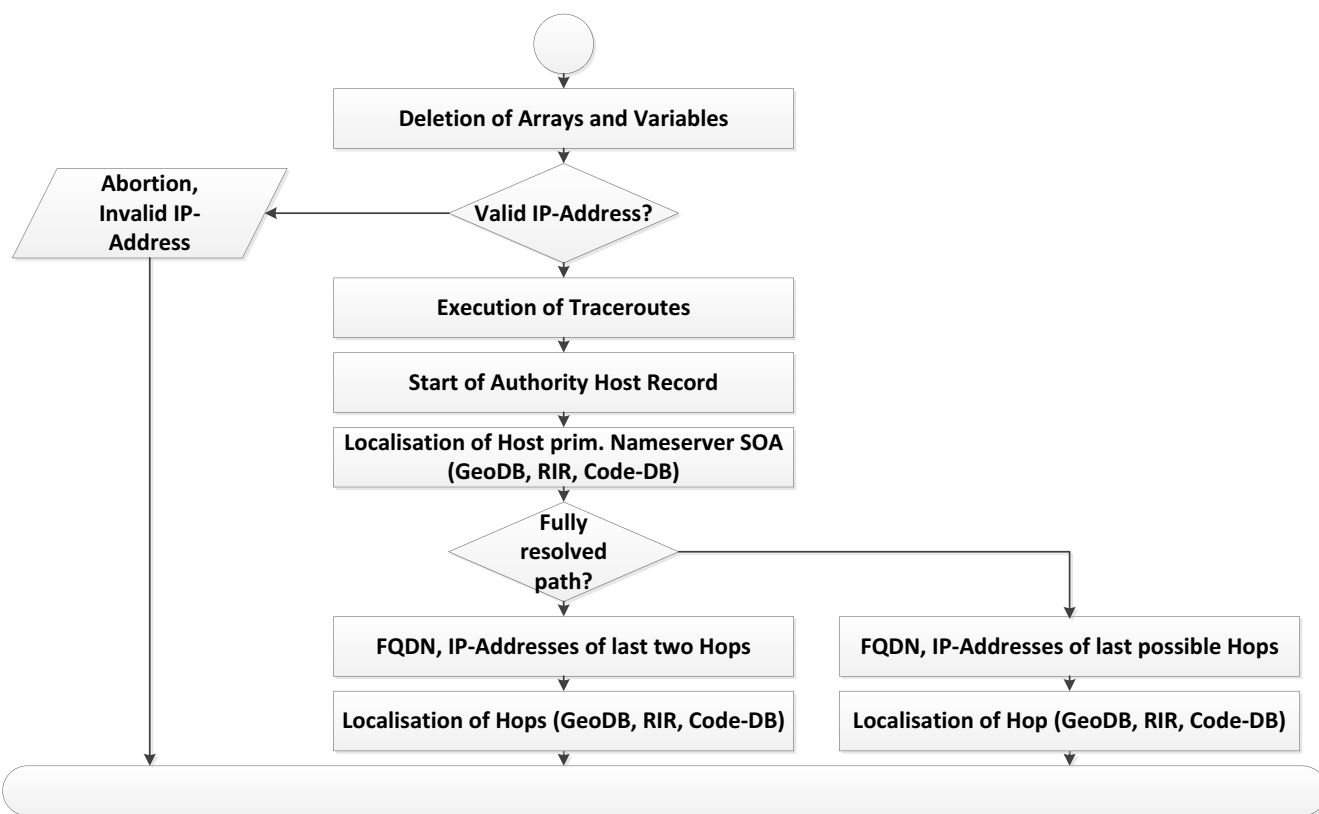 Deletion of Arrays and Variables
Abortion,
Invalid IP-
Address
Valid IP-Address?
Execution of Traceroutes
Start of Authority Host Record
Localisation of Host prim. Nameserver SOA
(GeoDB, RIR, Code-DB)
Fully
resolved
path?
FQDN, IP-Addresses of last two Hops
FQDN, IP-Addresses of last possible Hops
Localisation of Hops (GeoDB, RIR, Code-DB)
Localisation of Hop (GeoDB, RIR, Code-DB)